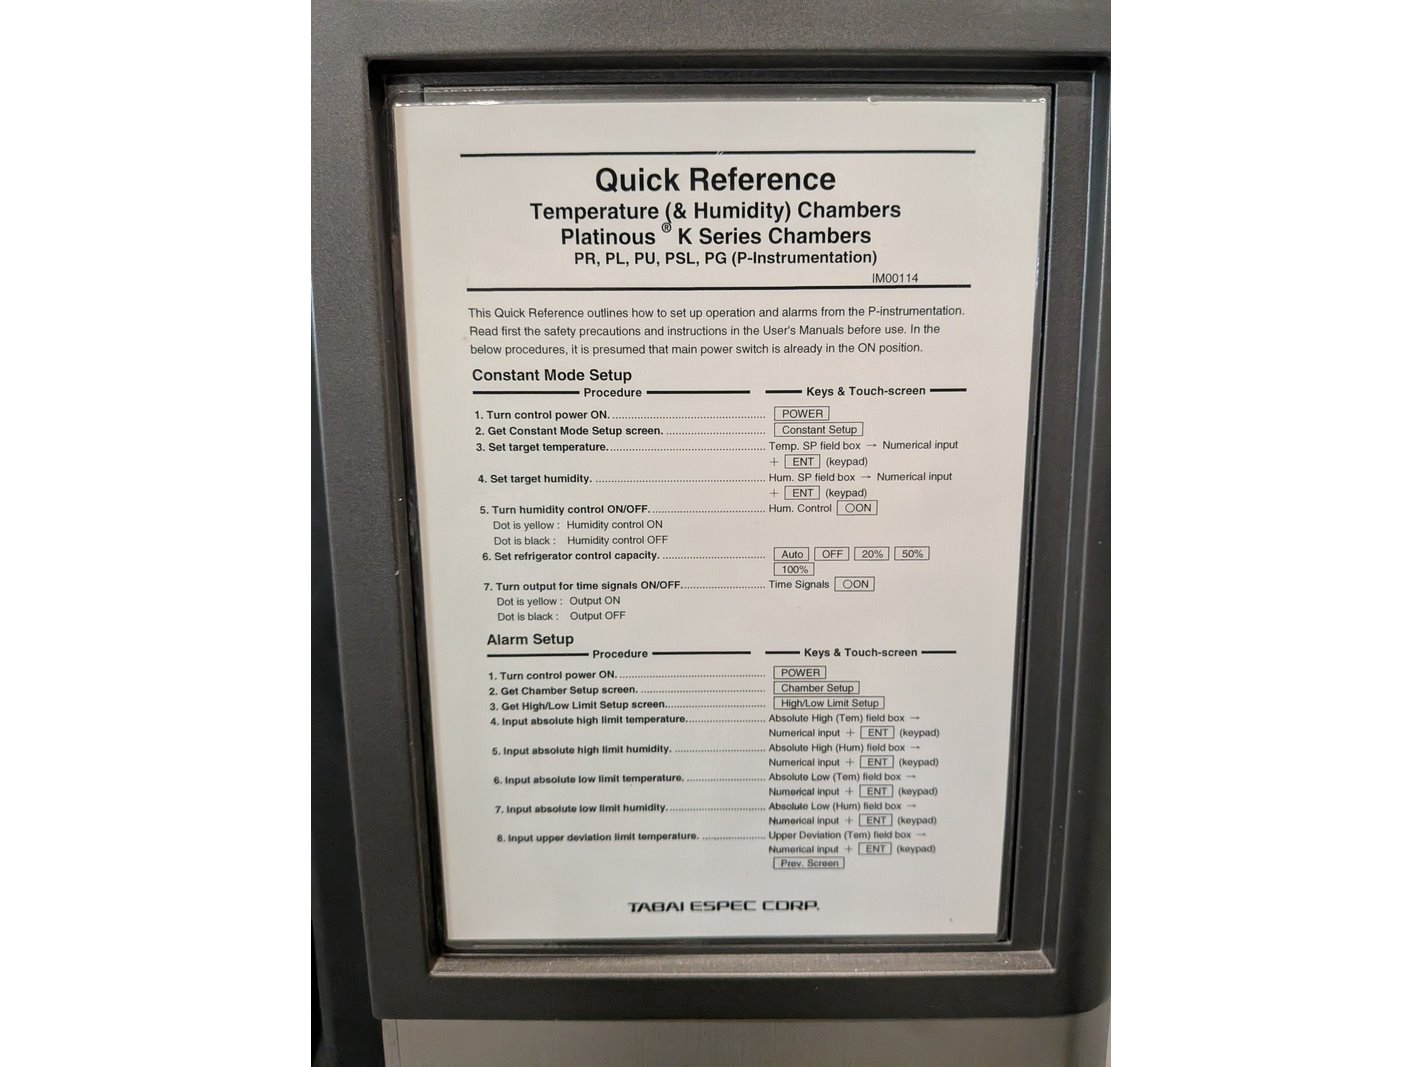 Quick Reference
Temperature (& Humidity) Chambers
Platinous® K Series Chambers
PR, PL, PU, PSL, PG (P-Instrumentation)
IM00114
This Quick Reference outlines how to set up operation and alarms from the P-instrumentation.
Read first the safety precautions and instructions in the User's Manuals before use. In the
below procedures, it is presumed that main power switch is already in the ON position.
Constant Mode Setup
Procedure Keys & Touch-screen
1. Turn control power ON. POWER
2. Get Constant Mode Setup screen. Constant Setup
3. Set target temperature. Temp. SP field box → Numerical input
+ ENT (keypad)
4. Set target humidity. Hum. SP field box → Numerical input
+ ENT (keypad)
5. Turn humidity control ON/OFF. Hum. Control ○ON
Dot is yellow : Humidity control ON
Dot is black : Humidity control OFF
6. Set refrigerator control capacity. Auto OFF 20% 50%
100%
7. Turn output for time signals ON/OFF. Time Signals ○ON
Dot is yellow : Output ON
Dot is black : Output OFF
Alarm Setup
Procedure Keys & Touch-screen
1. Turn control power ON. POWER
2. Get Chamber Setup screen. Chamber Setup
3. Get High/Low Limit Setup screen. High/Low Limit Setup
4. Input absolute high limit temperature. Absolute High (Tem) field box →
Numerical input + ENT (keypad)
5. Input absolute high limit humidity. Absolute High (Hum) field box →
Numerical input + ENT (keypad)
6. Input absolute low limit temperature. Absolute Low (Tem) field box →
Numerical input + ENT (keypad)
7. Input absolute low limit humidity. Absolute Low (Hum) field box →
Numerical input + ENT (keypad)
8. Input upper deviation limit temperature. Upper Deviation (Tem) field box →
Numerical input + ENT (keypad)
Prev. Screen
TABAI ESPEC CORP.